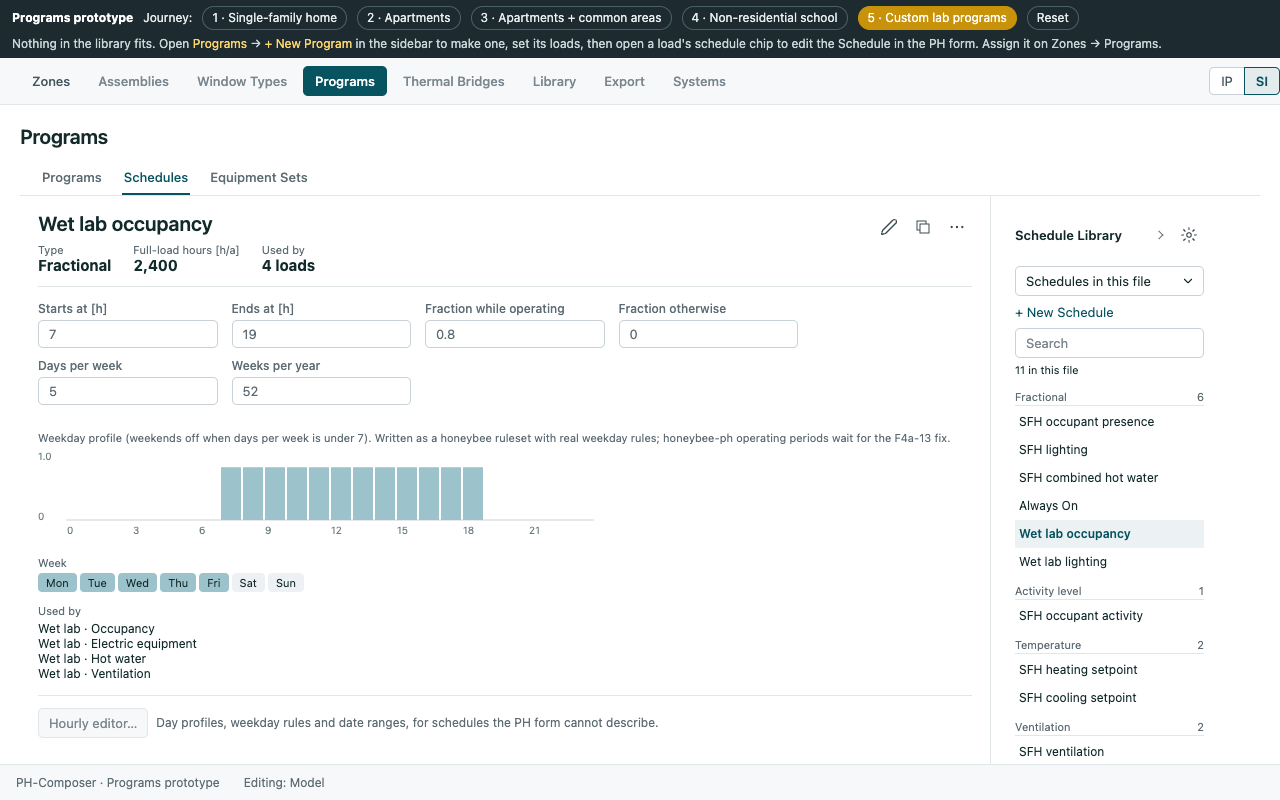 Programs prototype Journey: 1 · Single-family home 2 · Apartments 3 · Apartments + common areas 4 · Non-residential school 5 · Custom lab programs Reset
Nothing in the library fits. Open Programs → + New Program in the sidebar to make one, set its loads, then open a load's schedule chip to edit the Schedule in the PH form. Assign it on Zones → Programs.
Zones Assemblies Window Types Programs Thermal Bridges Library Export Systems IP SI
Programs
Programs Schedules Equipment Sets
Wet lab occupancy
Type Full-load hours [h/a] Used by
Fractional 2,400 4 loads
Starts at [h] Ends at [h] Fraction while operating Fraction otherwise
7 19 0.8 0
Days per week Weeks per year
5 52
Weekday profile (weekends off when days per week is under 7). Written as a honeybee ruleset with real weekday rules; honeybee-ph operating periods wait for the F4a-13 fix.
1.0
0
0 3 6 9 12 15 18 21
Week
Mon Tue Wed Thu Fri Sat Sun
Used by
Wet lab · Occupancy
Wet lab · Electric equipment
Wet lab · Hot water
Wet lab · Ventilation
Hourly editor... Day profiles, weekday rules and date ranges, for schedules the PH form cannot describe.
Schedule Library
Schedules in this file
+ New Schedule
Search
11 in this file
Fractional 6
SFH occupant presence
SFH lighting
SFH combined hot water
Always On
Wet lab occupancy
Wet lab lighting
Activity level 1
SFH occupant activity
Temperature 2
SFH heating setpoint
SFH cooling setpoint
Ventilation 2
SFH ventilation
PH-Composer · Programs prototype Editing: Model